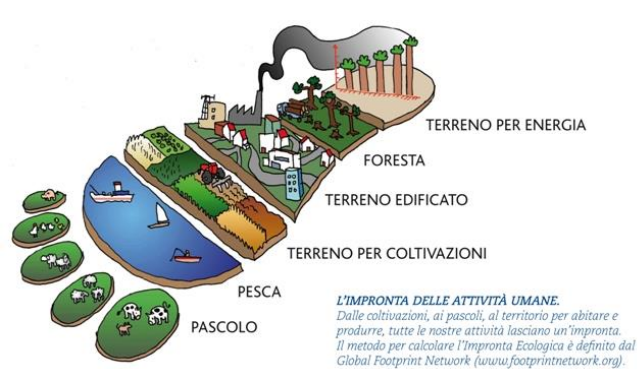 TERRENO PER ENERGIA
FORESTA
TERRENO EDIFICATO
TERRENO PER COLTIVAZIONI
PESCA
PASCOLO
L'IMPRONTA DELLE ATTIVITÀ UMANE.
Dalle coltivazioni, ai pascoli, al territorio per abitare e
produrre, tutte le nostre attività lasciano un'impronta.
Il metodo per calcolare l'Impronta Ecologica è definito dal
Global Footprint Network (www.footprintnetwork.org).